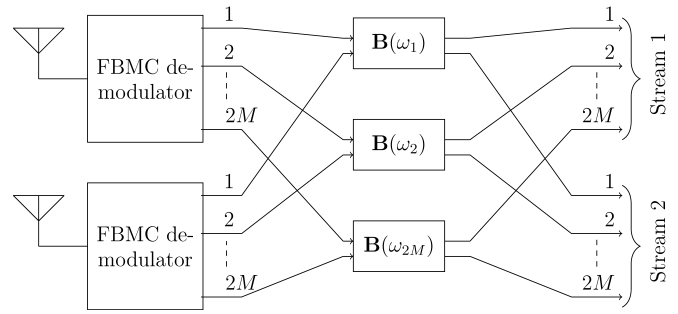 FBMC de-
modulator
1
2
2M
FBMC de-
modulator
1
2
2M
B(ω₁)
B(ω₂)
B(ω₂M)
1
2
2M
Stream 1
1
2
2M
Stream 2